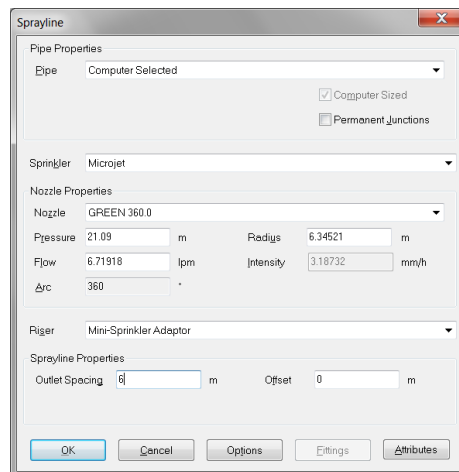 Sprayline
Pipe Properties
Pipe Computer Selected
Computer Sized
Permanent Junctions
Sprinkler Microjet
Nozzle Properties
Nozzle GREEN 360.0
Pressure 21.09 m Radius 6.34521 m
Flow 6.71918 lpm Intensity 3.18732 mm/h
Arc 360 °
Riser Mini-Sprinkler Adaptor
Sprayline Properties
Outlet Spacing 6 m Offset 0 m
OK Cancel Options Fittings Attributes